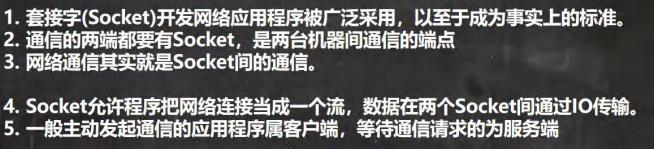 1. 套接字(Socket)开发网络应用程序被广泛采用，以至于成为事实上的标准。
2. 通信的两端都要有Socket，是两台机器间通信的端点
3. 网络通信其实就是Socket间的通信。
4. Socket允许程序把网络连接当成一个流，数据在两个Socket间通过IO传输。
5. 一般主动发起通信的应用程序属客户端，等待通信请求的为服务端